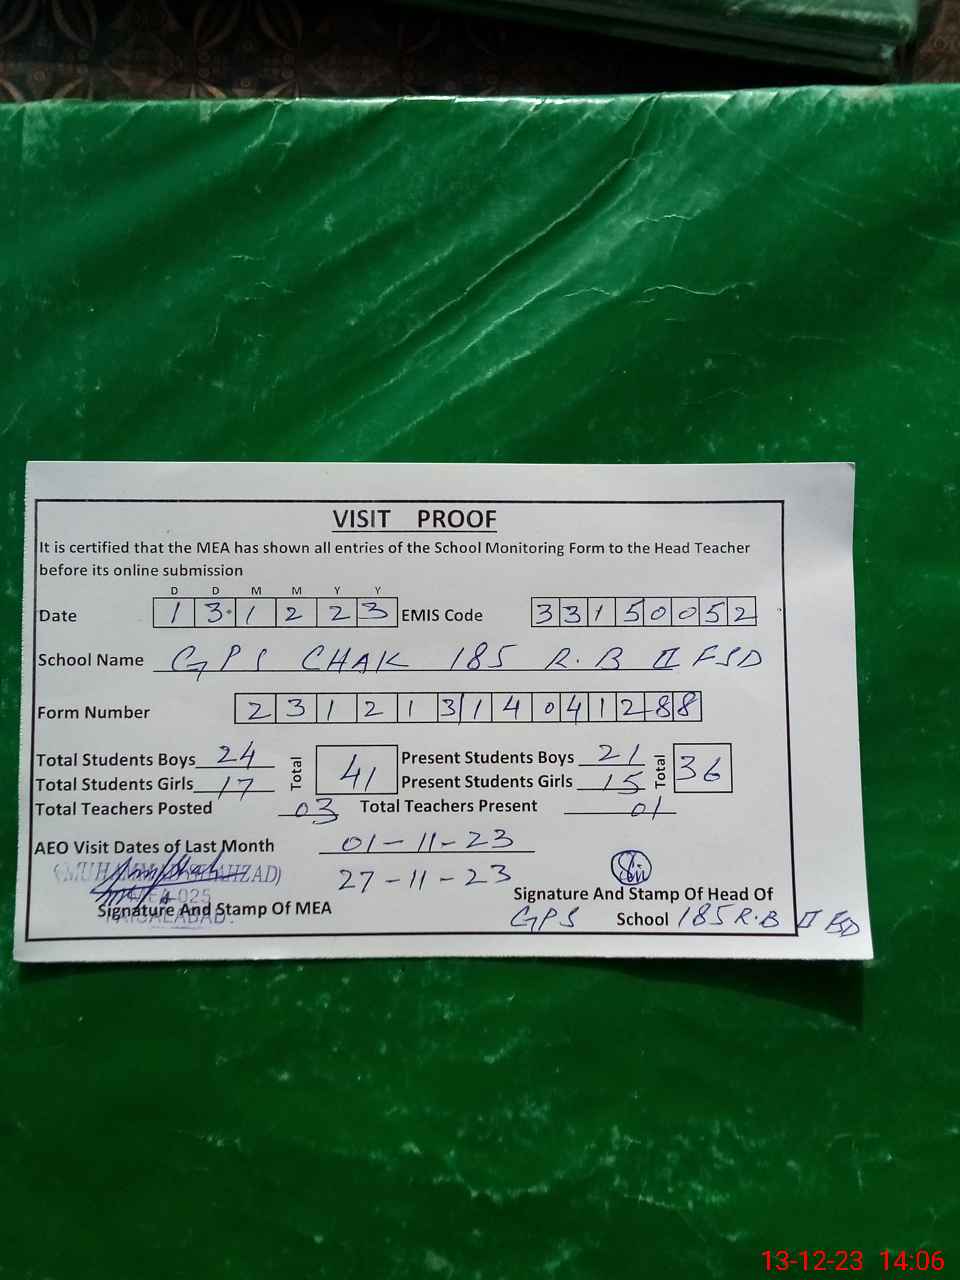 VISIT PROOF
It is certified that the MEA has shown all entries of the School Monitoring Form to the Head Teacher
before its online submission
D D M M Y Y
Date 1 3 1 2 2 3 EMIS Code 3 3 1 5 0 0 5 2
School Name GPS CHAK 185 R.B II FSD
Form Number 2 3 1 2 1 3 1 4 0 4 1 2 8 8
Total Students Boys 24 Total 41 Present Students Boys 21 Total 36
Total Students Girls 17 Present Students Girls 15
Total Teachers Posted 03 Total Teachers Present 01
AEO Visit Dates of Last Month 01-11-23
27-11-23
(MUHAMMAD SHAHZAD)
MEA-025
FAISALABAD.
Signature And Stamp Of MEA
Signature And Stamp Of Head Of
School
GPS 185 R.B II FSD
13-12-23 14:06